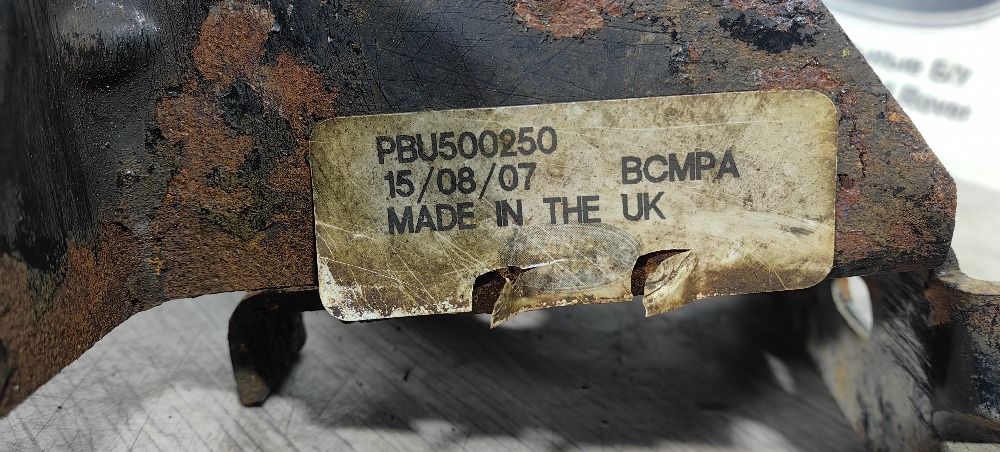 PBU500250
15/08/07 BCMPA
MADE IN THE UK